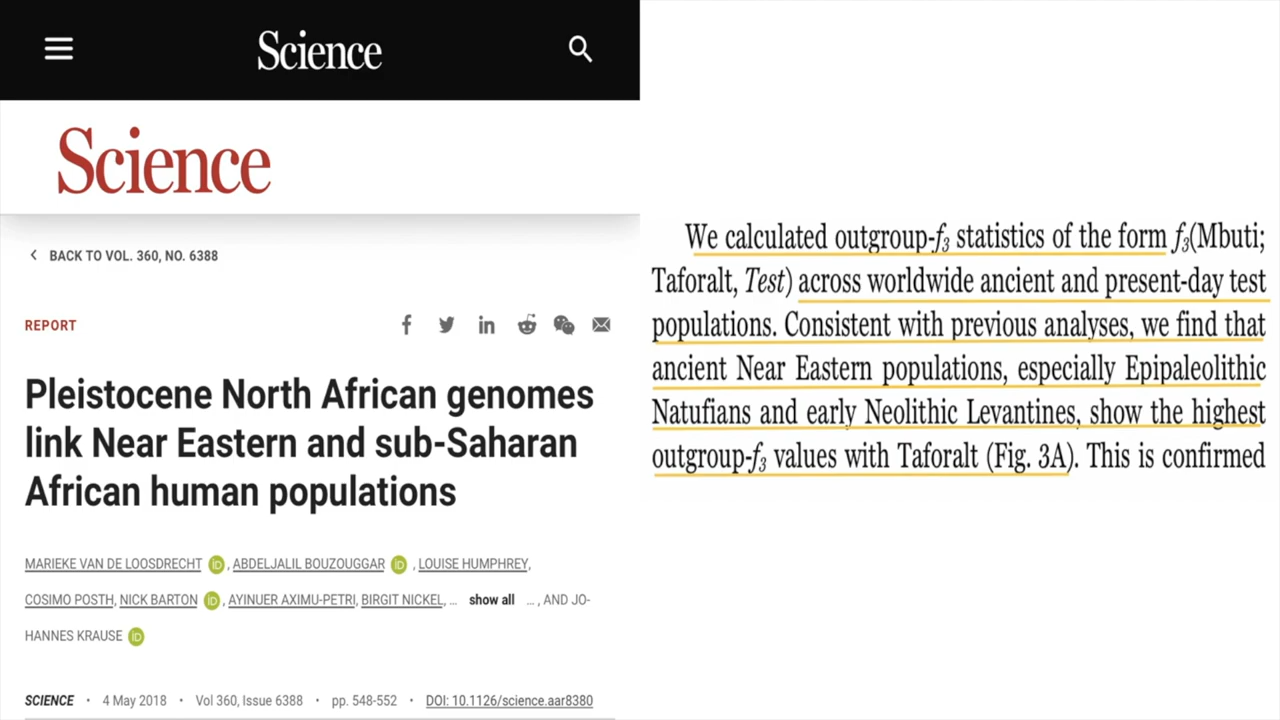 Science
Science
BACK TO VOL. 360, NO. 6388
REPORT
Pleistocene North African genomes
link Near Eastern and sub-Saharan
African human populations
MARIEKE VAN DE LOOSDRECHT iD, ABDELJALIL BOUZOUGGAR iD, LOUISE HUMPHREY,
COSIMO POSTH, NICK BARTON iD, AYINUER AXIMU-PETRI, BIRGIT NICKEL, ... show all ... , AND JO-
HANNES KRAUSE iD
SCIENCE • 4 May 2018 • Vol 360, Issue 6388 • pp. 548-552 • DOI: 10.1126/science.aar8380
We calculated outgroup-f3 statistics of the form f3(Mbuti;
Taforalt, Test) across worldwide ancient and present-day test
populations. Consistent with previous analyses, we find that
ancient Near Eastern populations, especially Epipaleolithic
Natufians and early Neolithic Levantines, show the highest
outgroup-f3 values with Taforalt (Fig. 3A). This is confirmed